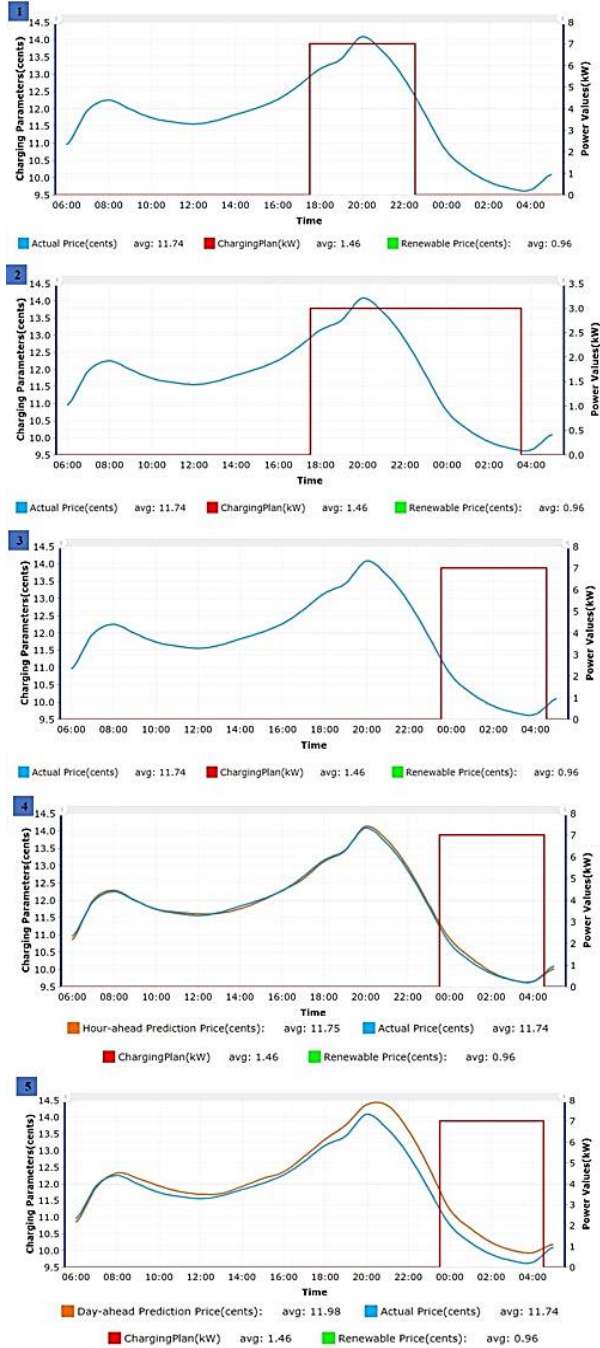 1
14.5 8
14.0
13.5 7
13.0 6
12.5 5
12.0 4
11.5 3
11.0
10.5 2
10.0 1
9.5 0
Charging Parameters(cents)
Power Values(kW)
06:00 08:00 10:00 12:00 14:00 16:00 18:00 20:00 22:00 00:00 02:00 04:00
Time
Actual Price(cents) avg: 11.74 ChargingPlan(kW) avg: 1.46 Renewable Price(cents): avg: 0.96
2
14.5 3.5
14.0
13.5 3.0
13.0 2.5
12.5
12.0 2.0
11.5 1.5
11.0 1.0
10.5
10.0 0.5
9.5 0.0
Charging Parameters(cents)
Power Values(kW)
06:00 08:00 10:00 12:00 14:00 16:00 18:00 20:00 22:00 00:00 02:00 04:00
Time
Actual Price(cents) avg: 11.74 ChargingPlan(kW) avg: 1.46 Renewable Price(cents): avg: 0.96
3
14.5 8
14.0
13.5 7
13.0 6
12.5 5
12.0 4
11.5 3
11.0
10.5 2
10.0 1
9.5 0
Charging Parameters(cents)
Power Values(kW)
06:00 08:00 10:00 12:00 14:00 16:00 18:00 20:00 22:00 00:00 02:00 04:00
Time
Actual Price(cents) avg: 11.74 ChargingPlan(kW) avg: 1.46 Renewable Price(cents): avg: 0.96
4
14.5 8
14.0
13.5 7
13.0 6
12.5 5
12.0 4
11.5 3
11.0
10.5 2
10.0 1
9.5 0
Charging Parameters(cents)
Power Values(kW)
06:00 08:00 10:00 12:00 14:00 16:00 18:00 20:00 22:00 00:00 02:00 04:00
Time
Hour-ahead Prediction Price(cents): avg: 11.75 Actual Price(cents) avg: 11.74
ChargingPlan(kW) avg: 1.46 Renewable Price(cents): avg: 0.96
5
14.5 8
14.0
13.5 7
13.0 6
12.5 5
12.0 4
11.5 3
11.0
10.5 2
10.0 1
9.5 0
Charging Parameters(cents)
Power Values(kW)
06:00 08:00 10:00 12:00 14:00 16:00 18:00 20:00 22:00 00:00 02:00 04:00
Time
Day-ahead Prediction Price(cents): avg: 11.98 Actual Price(cents) avg: 11.74
ChargingPlan(kW) avg: 1.46 Renewable Price(cents): avg: 0.96